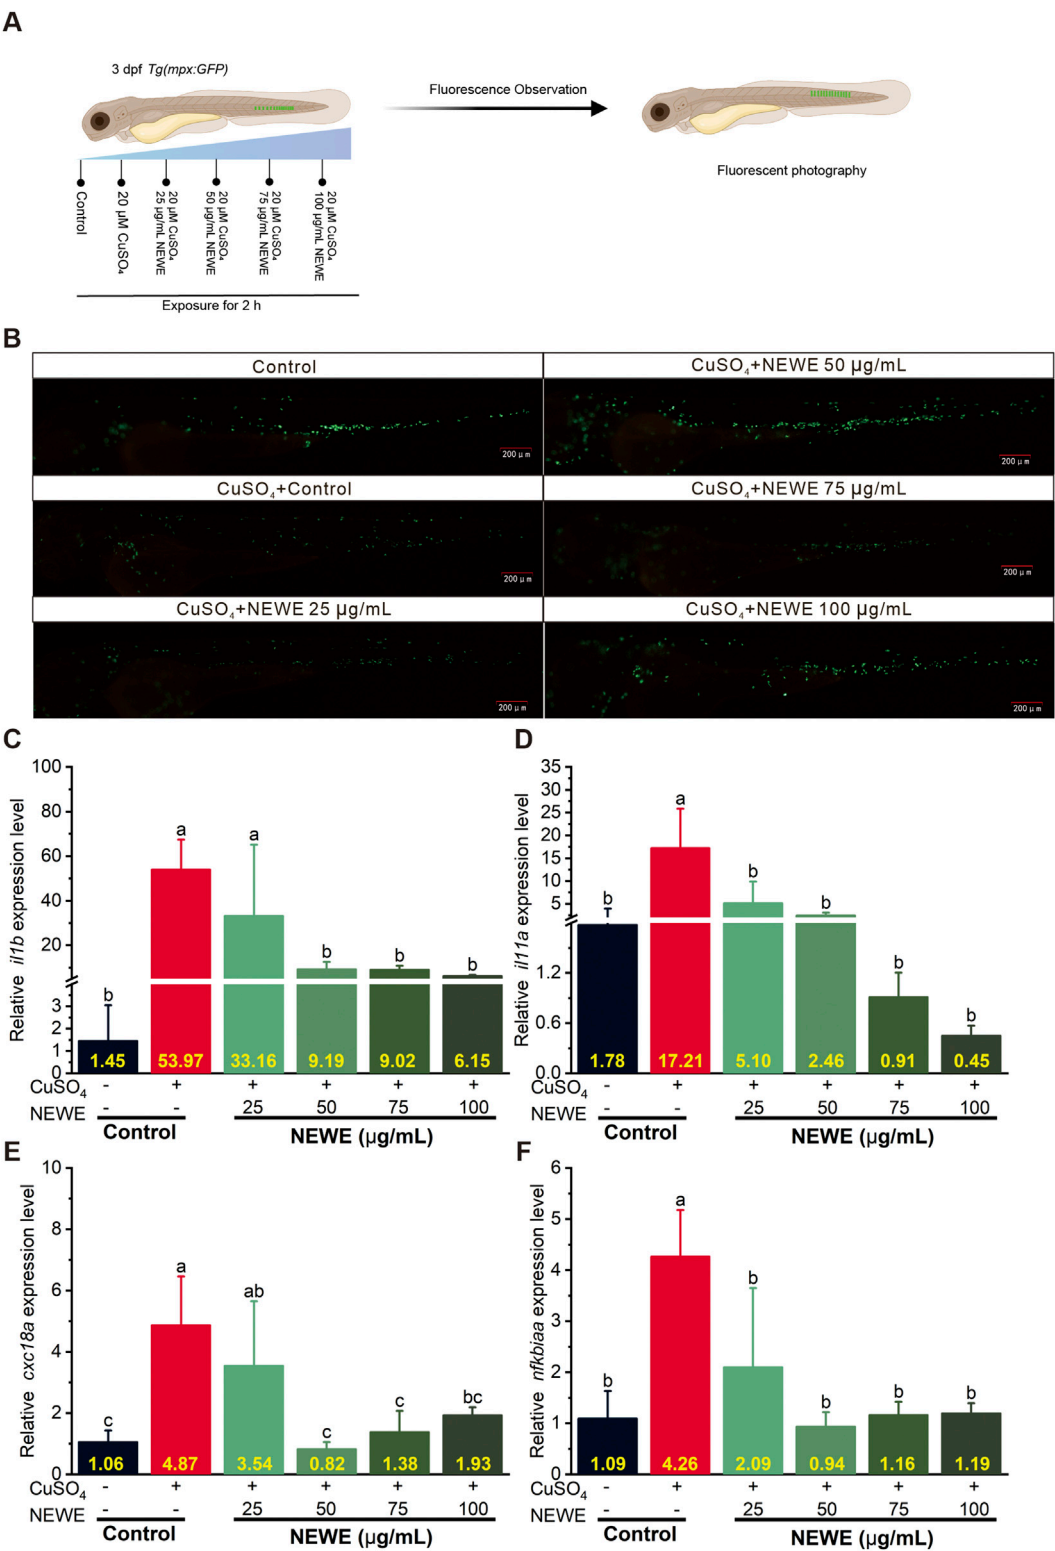 A
3 dpf Tg(mpx:GFP)
Fluorescence Observation
Fluorescent photography
Control
20 μM CuSO₄
20 μM CuSO₄
25 μg/mL NEWE
20 μM CuSO₄
50 μg/mL NEWE
20 μM CuSO₄
75 μg/mL NEWE
20 μM CuSO₄
100 μg/mL NEWE
Exposure for 2 h
B
Control
CuSO₄+NEWE 50 μg/mL
200 μm
200 μm
CuSO₄+Control
CuSO₄+NEWE 75 μg/mL
200 μm
200 μm
CuSO₄+NEWE 25 μg/mL
CuSO₄+NEWE 100 μg/mL
200 μm
200 μm
C
Relative il1b expression level
100
80
60
40
20
3
2
1
0
b
a
a
b
b
b
1.45 53.97 33.16 9.19 9.02 6.15
CuSO₄ - + + + + +
NEWE - - 25 50 75 100
Control NEWE (μg/mL)
D
Relative il11a expression level
35
30
25
20
15
10
5
1.2
0.6
0.0
b
a
b
b
b
b
1.78 17.21 5.10 2.46 0.91 0.45
CuSO₄ - + + + + +
NEWE - - 25 50 75 100
Control NEWE (μg/mL)
E
Relative cxc18a expression level
10
8
6
4
2
0
c
a
ab
c
c
bc
1.06 4.87 3.54 0.82 1.38 1.93
CuSO₄ - + + + + +
NEWE - - 25 50 75 100
Control NEWE (μg/mL)
F
Relative nfkbiaa expression level
6
5
4
3
2
1
0
b
a
b
b
b
b
1.09 4.26 2.09 0.94 1.16 1.19
CuSO₄ - + + + + +
NEWE - - 25 50 75 100
Control NEWE (μg/mL)